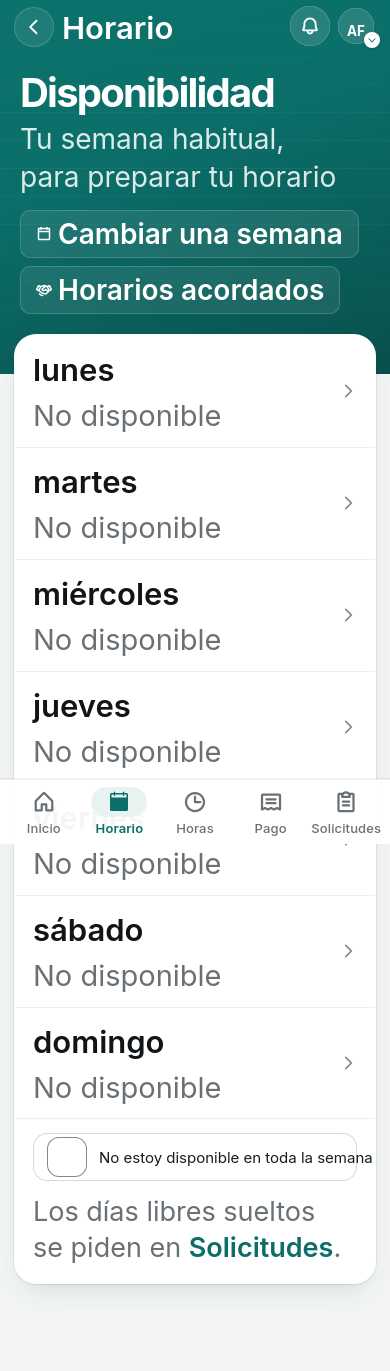 Horario
AF
Disponibilidad
Tu semana habitual,
para preparar tu horario
Cambiar una semana
Horarios acordados
lunes
No disponible
martes
No disponible
miércoles
No disponible
jueves
No disponible
viernes
Inicio
Horario
Horas
Pago
Solicitudes
No disponible
sábado
No disponible
domingo
No disponible
No estoy disponible en toda la semana
Los días libres sueltos
se piden en Solicitudes.